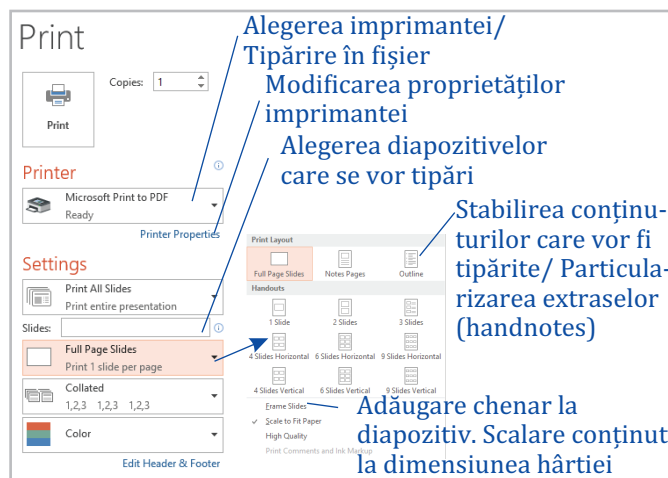 Print
Copies: 1
Print
Printer
Microsoft Print to PDF
Ready
Printer Properties
Settings
Print All Slides
Print entire presentation
Slides:
Full Page Slides
Print 1 slide per page
Collated
1,2,3 1,2,3 1,2,3
Color
Edit Header & Footer
Alegerea imprimantei/
Tipărire în fișier
Modificarea proprietăților
imprimantei
Alegerea diapozitivelor
care se vor tipări
Print Layout
Full Page Slides Notes Pages Outline
Handouts
1 Slide 2 Slides 3 Slides
4 Slides Horizontal 6 Slides Horizontal 9 Slides Horizontal
4 Slides Vertical 6 Slides Vertical 9 Slides Vertical
Frame Slides
Scale to Fit Paper
High Quality
Print Comments and Ink Markup
Stabilirea conținu-
turilor care vor fi
tipărite/ Particula-
rizarea extraselor
(handnotes)
Adăugare chenar la
diapozitiv. Scalare conținut
la dimensiunea hârtiei